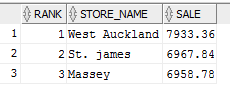 RANK STORE_NAME SALE
1 1 West Auckland 7933.36
2 2 St. james 6967.84
3 3 Massey 6958.78